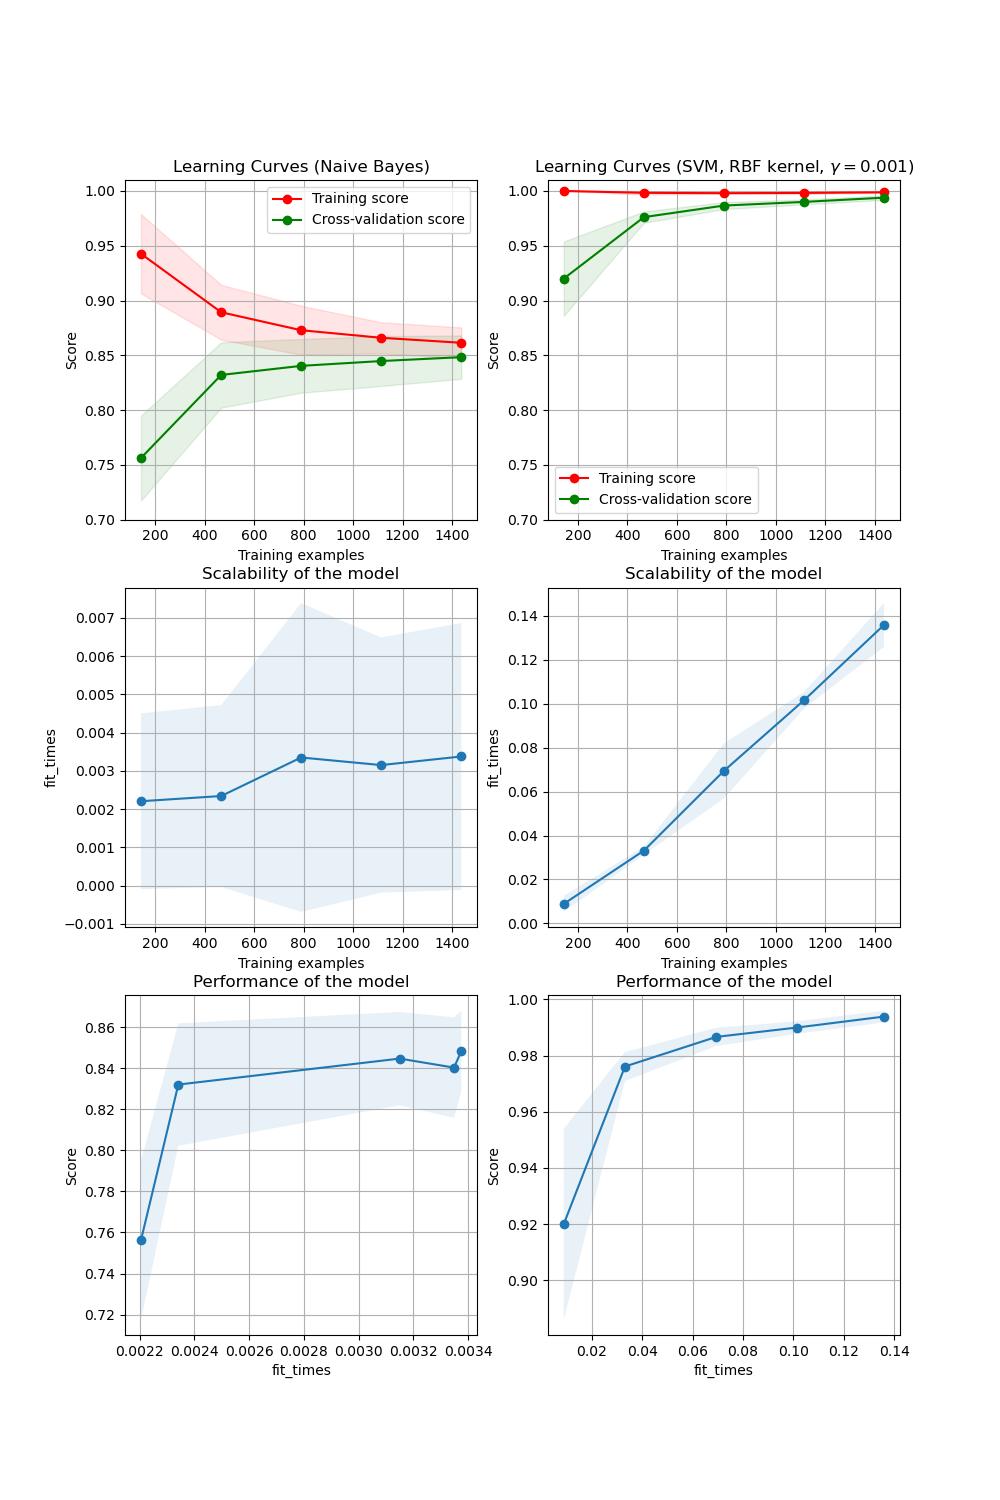 Learning Curves (Naive Bayes)
1.00
0.95
0.90
0.85
0.80
0.75
0.70
Score
Training score
Cross-validation score
200 400 600 800 1000 1200 1400
Training examples
Learning Curves (SVM, RBF kernel, γ = 0.001)
1.00
0.95
0.90
0.85
0.80
0.75
0.70
Score
Training score
Cross-validation score
200 400 600 800 1000 1200 1400
Training examples
Scalability of the model
0.007
0.006
0.005
0.004
0.003
0.002
0.001
0.000
−0.001
fit_times
200 400 600 800 1000 1200 1400
Training examples
Scalability of the model
0.14
0.12
0.10
0.08
0.06
0.04
0.02
0.00
fit_times
200 400 600 800 1000 1200 1400
Training examples
Performance of the model
0.86
0.84
0.82
0.80
0.78
0.76
0.74
0.72
Score
0.0022 0.0024 0.0026 0.0028 0.0030 0.0032 0.0034
fit_times
Performance of the model
1.00
0.98
0.96
0.94
0.92
0.90
Score
0.02 0.04 0.06 0.08 0.10 0.12 0.14
fit_times